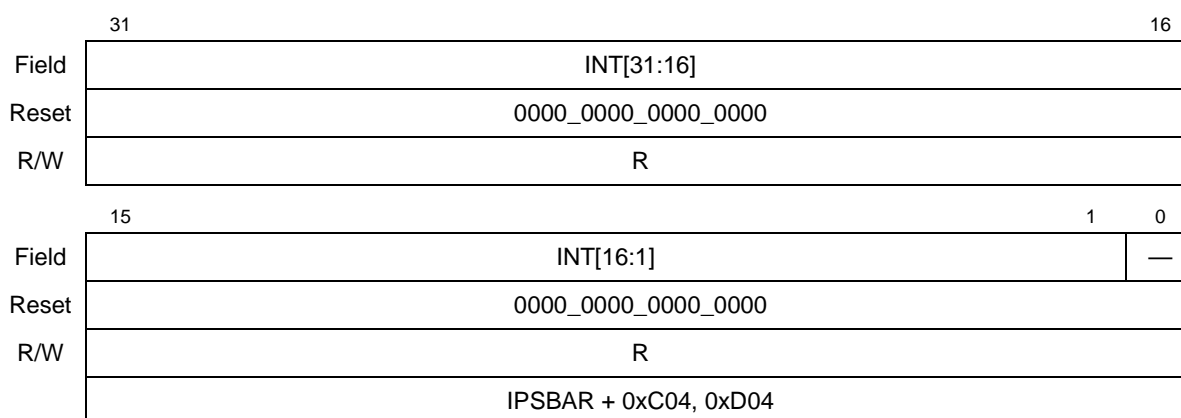 31 16
Field INT[31:16]
Reset 0000_0000_0000_0000
R/W R
15 1 0
Field INT[16:1] —
Reset 0000_0000_0000_0000
R/W R
IPSBAR + 0xC04, 0xD04